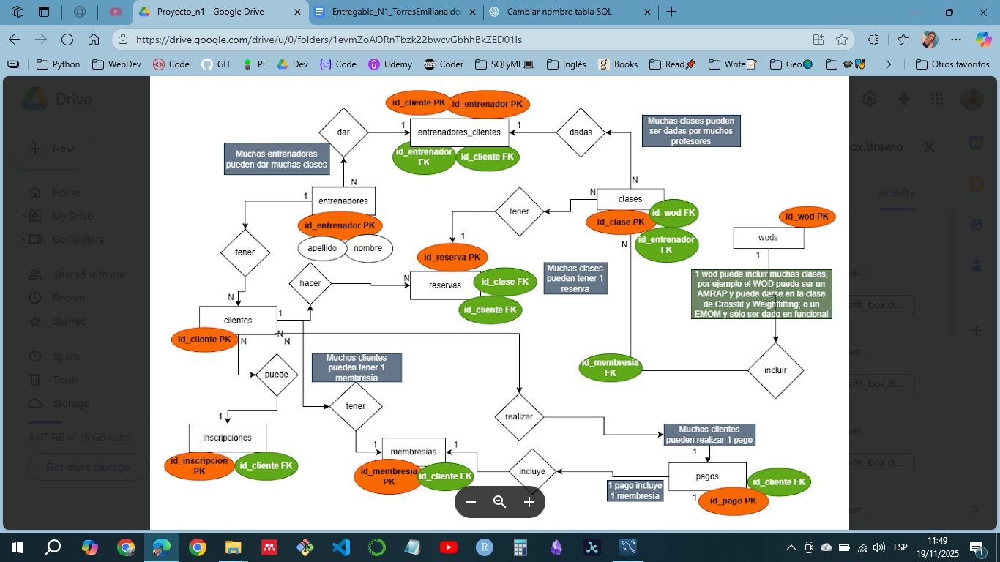 Proyecto_n1 - Google Drive
Entregable_N1_TorresEmiliana.do
Cambiar nombre tabla SQL
https://drive.google.com/drive/u/0/folders/1evmZoAORnTbzk22bwcvGbhhBkZED01Is
Python
WebDev
Code
GH
PI
Dev
Code
Udemy
Coder
SQLyML
Inglés
Books
Read
Write
Geo
Otros favoritos
Drive
New
Home
My Drive
Computers
Shared with me
Recent
Starred
Spam
Trash
Storage
4.07 GB of 15 GB used
Get more storage
box.drawio
Activity
id_cliente PK
id_entrenador PK
dar
1
entrenadores_clientes
1
dadas
Muchas clases pueden
ser dadas por muchos
profesores
id_entrenador
FK
id_cliente FK
Muchos entrenadores
pueden dar muchas clases
N
N
1
entrenadores
N
clases
tener
id_entrenador PK
id_clase PK
id_wod FK
id_wod PK
apellido
nombre
1
id_entrenador
FK
wods
tener
id_reserva PK
N
1
hacer
N
reservas
id_clase FK
Muchas clases
pueden tener 1
reserva
1 wod puede incluir muchas clases,
por ejemplo el WOD puede ser un
AMRAP y puede darse en la clase
de Crossfit y Weightlifting; o un
EMOM y sólo ser dado en funcional
N
id_cliente FK
clientes
1
N
id_cliente PK
N
N
Muchos clientes
pueden tener 1
membresía
id_membresia
FK
incluir
puede
tener
realizar
1
inscripciones
Muchos clientes
pueden realizar 1 pago
1
membresias
1
1
id_inscripcion
PK
id_cliente FK
id_membresia
PK
id_cliente FK
incluye
pagos
id_cliente FK
1 pago incluye
1 membresía
1
id_pago PK
ESP
11:49
19/11/2025
1